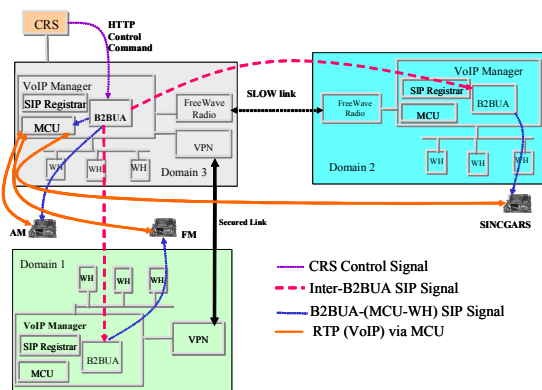 CRS
HTTP
Control
Command
VoIP Manager
SIP Registrar
B2BUA
MCU
WH
WH
WH
FreeWave
Radio
VPN
Domain 3
SLOW link
VoIP Manager
SIP Registrar
B2BUA
FreeWave
Radio
MCU
WH
WH
WH
Domain 2
AM
FM
Secured Link
SINCGARS
Domain 1
WH
WH
WH
VoIP Manager
SIP Registrar
B2BUA
MCU
VPN
CRS Control Signal
Inter-B2BUA SIP Signal
B2BUA-(MCU-WH) SIP Signal
RTP (VoIP) via MCU